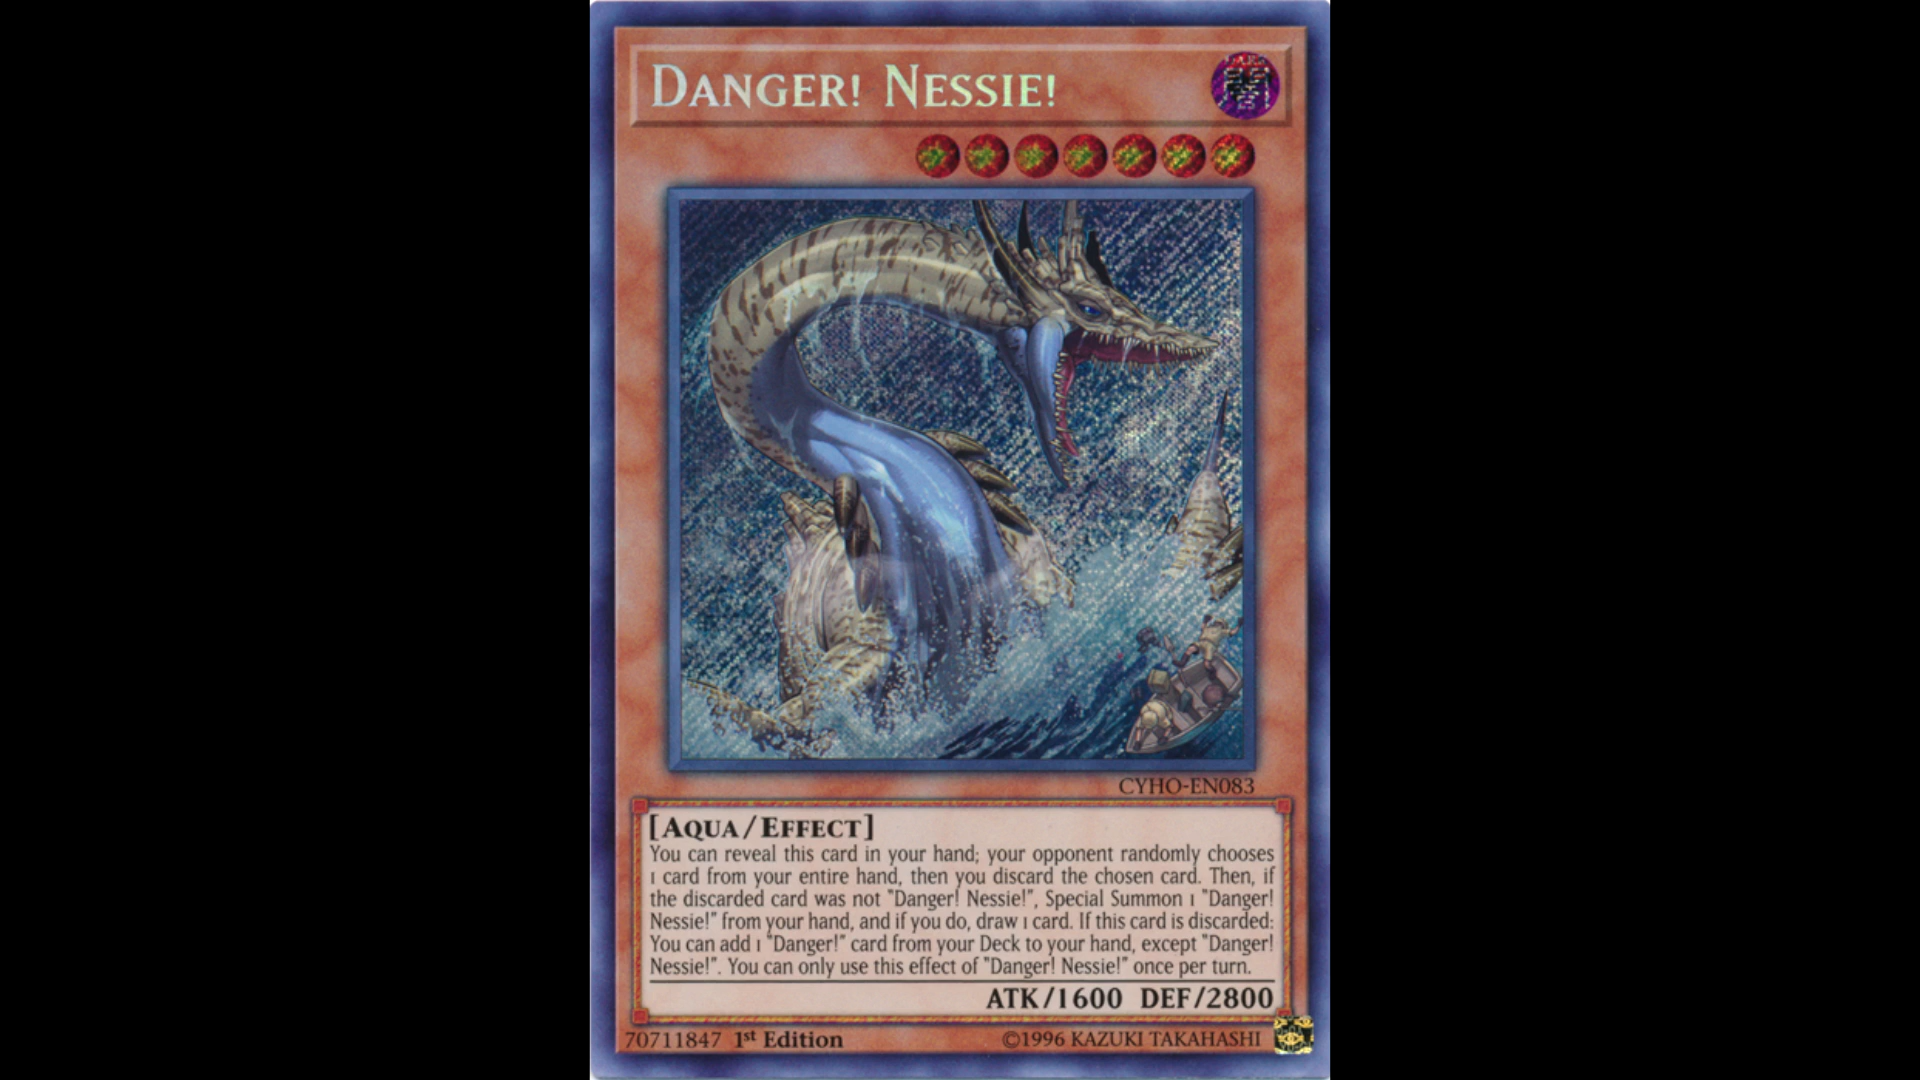 DANGER! NESSIE!
闇
CYHO-EN083
[AQUA/EFFECT]
You can reveal this card in your hand; your opponent randomly chooses
1 card from your entire hand, then you discard the chosen card. Then, if
the discarded card was not "Danger! Nessie!", Special Summon 1 "Danger!
Nessie!" from your hand, and if you do, draw 1 card. If this card is discarded:
You can add 1 "Danger!" card from your Deck to your hand, except "Danger!
Nessie!". You can only use this effect of "Danger! Nessie!" once per turn.
ATK/1600 DEF/2800
70711847 1st Edition ©1996 KAZUKI TAKAHASHI